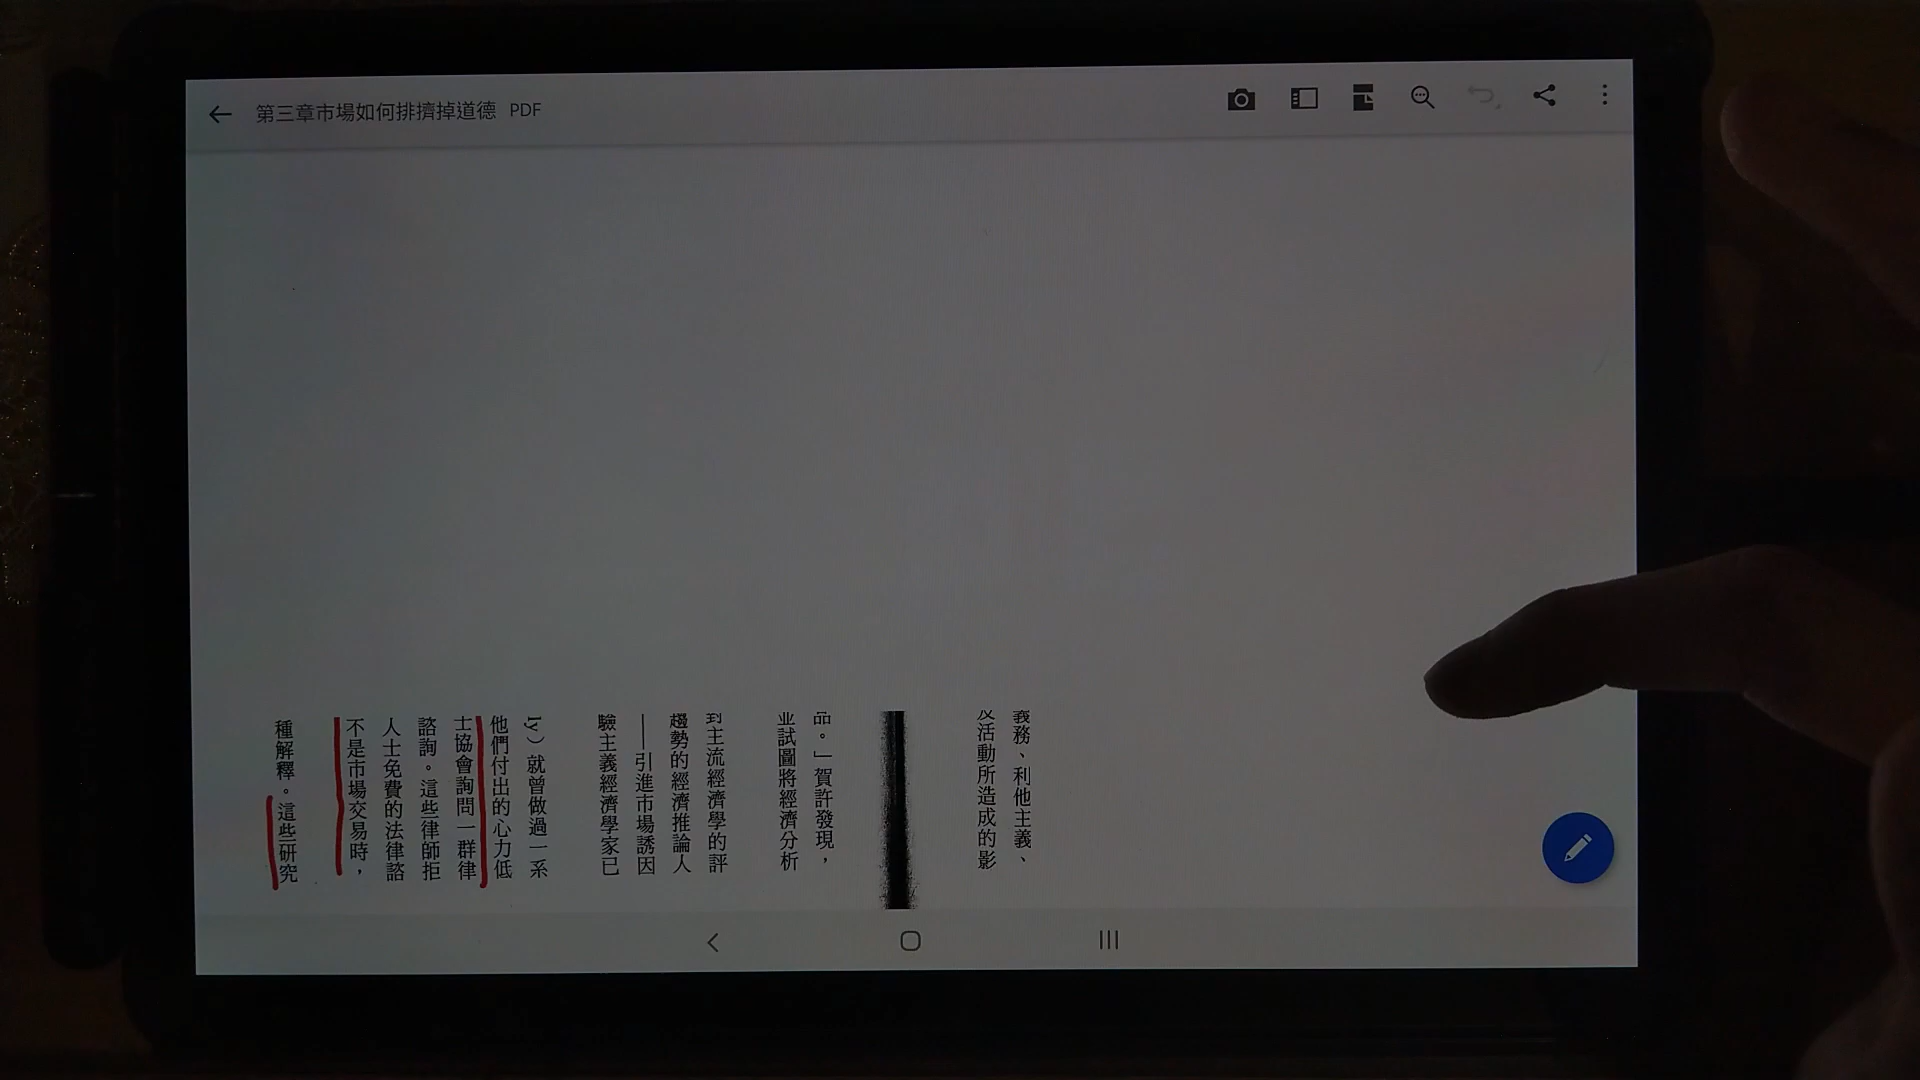 第三章市場如何排擠掉道德 PDF
義務、利他主義、
及活動所造成的影
品。」賀許發現，
業試圖將經濟分析
到主流經濟學的評
趨勢的經濟推論人
——引進市場誘因
驗主義經濟學家已
ly）就曾做過一系
他們付出的心力低
士協會詢問一群律
諮詢。這些律師拒
人士免費的法律諮
不是市場交易時，
種解釋。這些研究